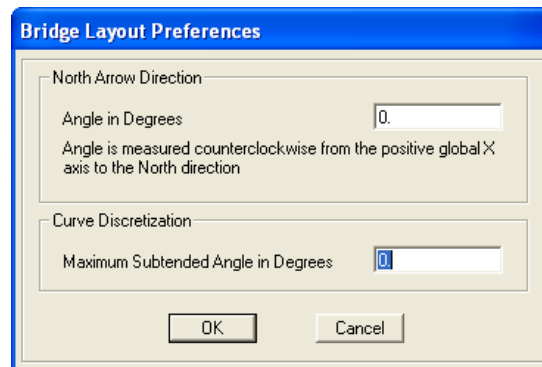 Bridge Layout Preferences
North Arrow Direction
Angle in Degrees 0.
Angle is measured counterclockwise from the positive global X
axis to the North direction
Curve Discretization
Maximum Subtended Angle in Degrees 0.
OK Cancel